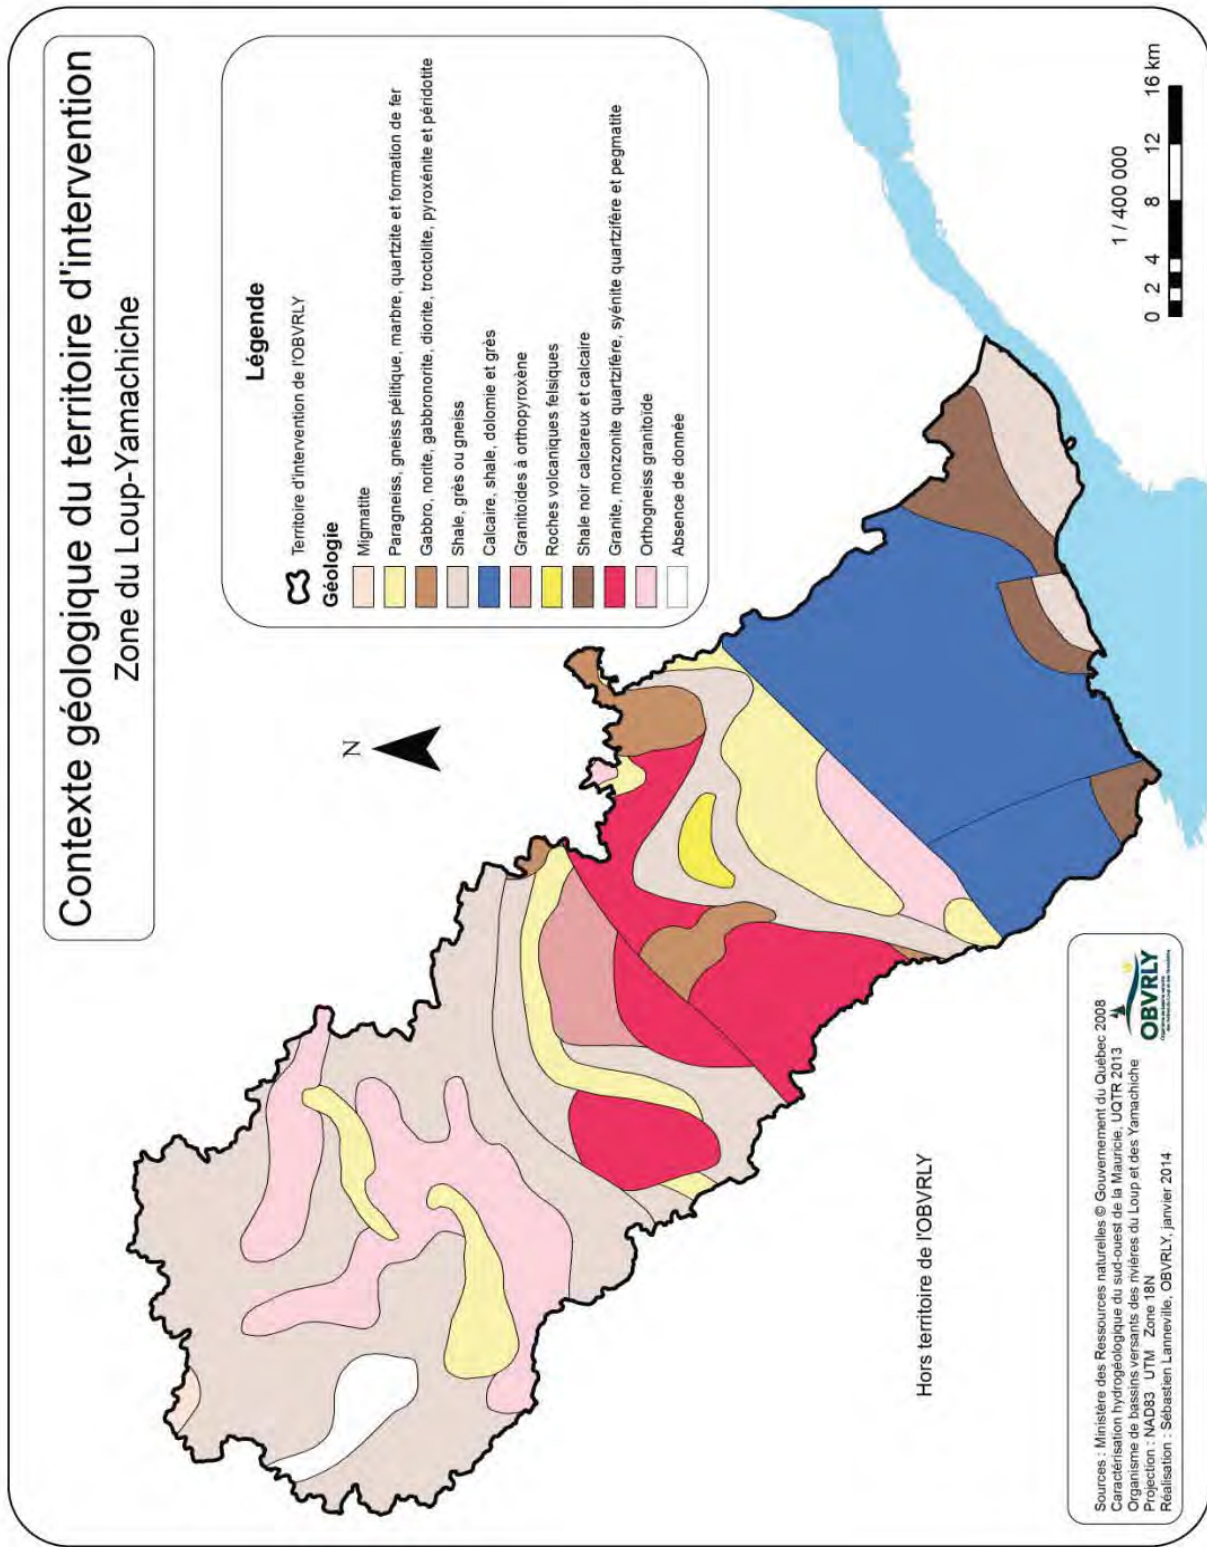 Contexte géologique du territoire d'intervention
Zone du Loup-Yamachiche
Légende
Territoire d'intervention de l'OBVRLY
Géologie
Migmatite
Paragneiss, gneiss pélitique, marbre, quartzite et formation de fer
Gabbro, norite, gabbronorite, diorite, troctolite, pyroxénite et péridotite
Shale, grès ou gneiss
Calcaire, shale, dolomie et grès
Granitoïdes à orthopyroxène
Roches volcaniques felsiques
Shale noir calcareux et calcaire
Granite, monzonite quartzifère, syénite quartzifère et pegmatite
Orthogneiss granitoïde
Absence de donnée
N
Hors territoire de l'OBVRLY
1 / 400 000
0 2 4 8 12 16 km
Sources : Ministère des Ressources naturelles © Gouvernement du Québec 2008
Caractérisation hydrogéologique du sud-ouest de la Mauricie, UQTR 2013
Organisme de bassins versants des rivières du Loup et des Yamachiche
Projection : NAD83 UTM Zone 18N
Réalisation : Sébastien Lanneville, OBVRLY, janvier 2014
OBVRLY